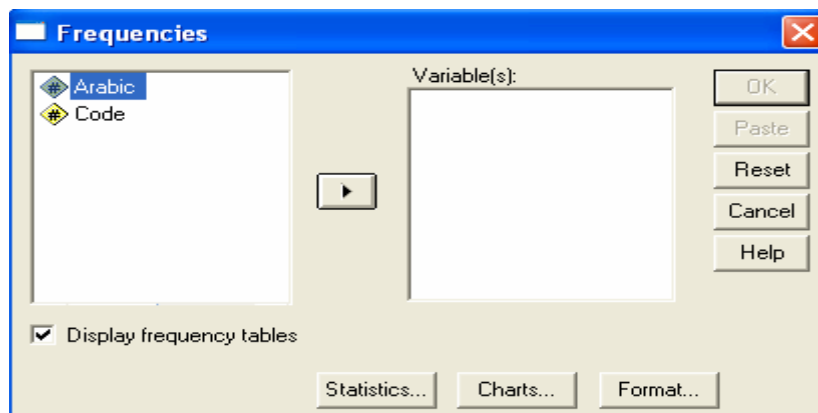 Frequencies
Arabic
Code
Variable(s):
OK
Paste
Reset
Cancel
Help
Display frequency tables
Statistics...
Charts...
Format...